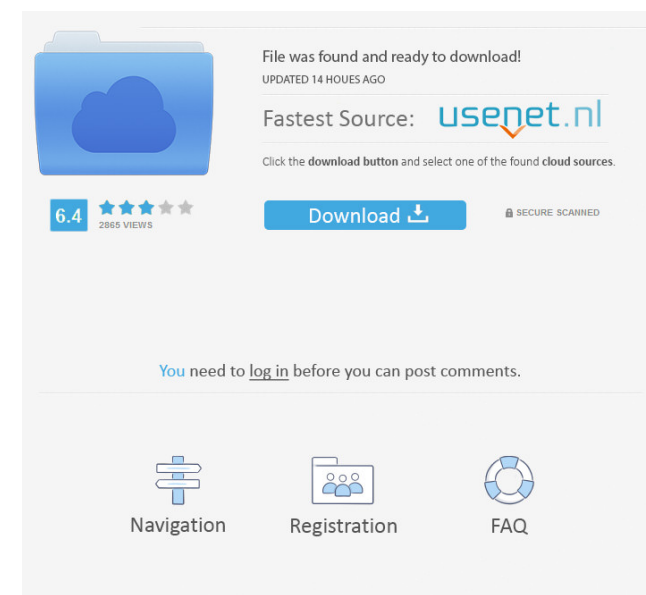 File was found and ready to download!
UPDATED 14 HOUES AGO
Fastest Source: usenet.nl
Click the download button and select one of the found cloud sources.
6.4
2865 VIEWS
Download
SECURE SCANNED
You need to log in before you can post comments.
Navigation
Registration
FAQ